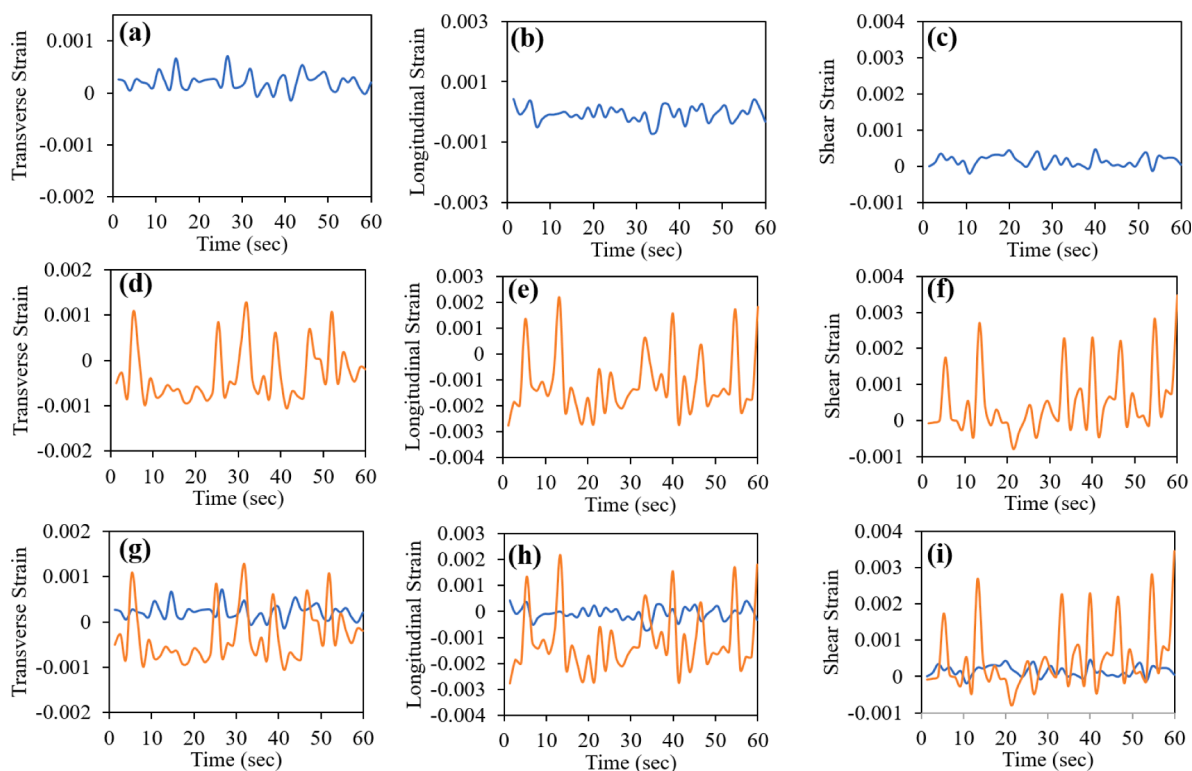 (a)
Transverse Strain
0.001
0
-0.001
-0.002
0 10 20 30 40 50 60
Time (sec)
(b)
Longitudinal Strain
0.003
0.001
-0.001
-0.003
0 10 20 30 40 50 60
Time (sec)
(c)
Shear Strain
0.004
0.003
0.002
0.001
0
-0.001
0 10 20 30 40 50 60
Time (sec)
(d)
Transverse Strain
0.002
0.001
0
-0.001
-0.002
0 10 20 30 40 50 60
Time (sec)
(e)
Longitudinal Strain
0.003
0.002
0.001
0
-0.001
-0.002
-0.003
-0.004
0 10 20 30 40 50 60
Time (sec)
(f)
Shear Strain
0.004
0.003
0.002
0.001
0
-0.001
0 10 20 30 40 50 60
Time (sec)
(g)
Transverse Strain
0.002
0.001
0
-0.001
-0.002
0 10 20 30 40 50 60
Time (sec)
(h)
Longitudinal Strain
0.003
0.002
0.001
0
-0.001
-0.002
-0.003
-0.004
0 10 20 30 40 50 60
Time (sec)
(i)
Shear Strain
0.004
0.003
0.002
0.001
0
-0.001
0 10 20 30 40 50 60
Time (sec)